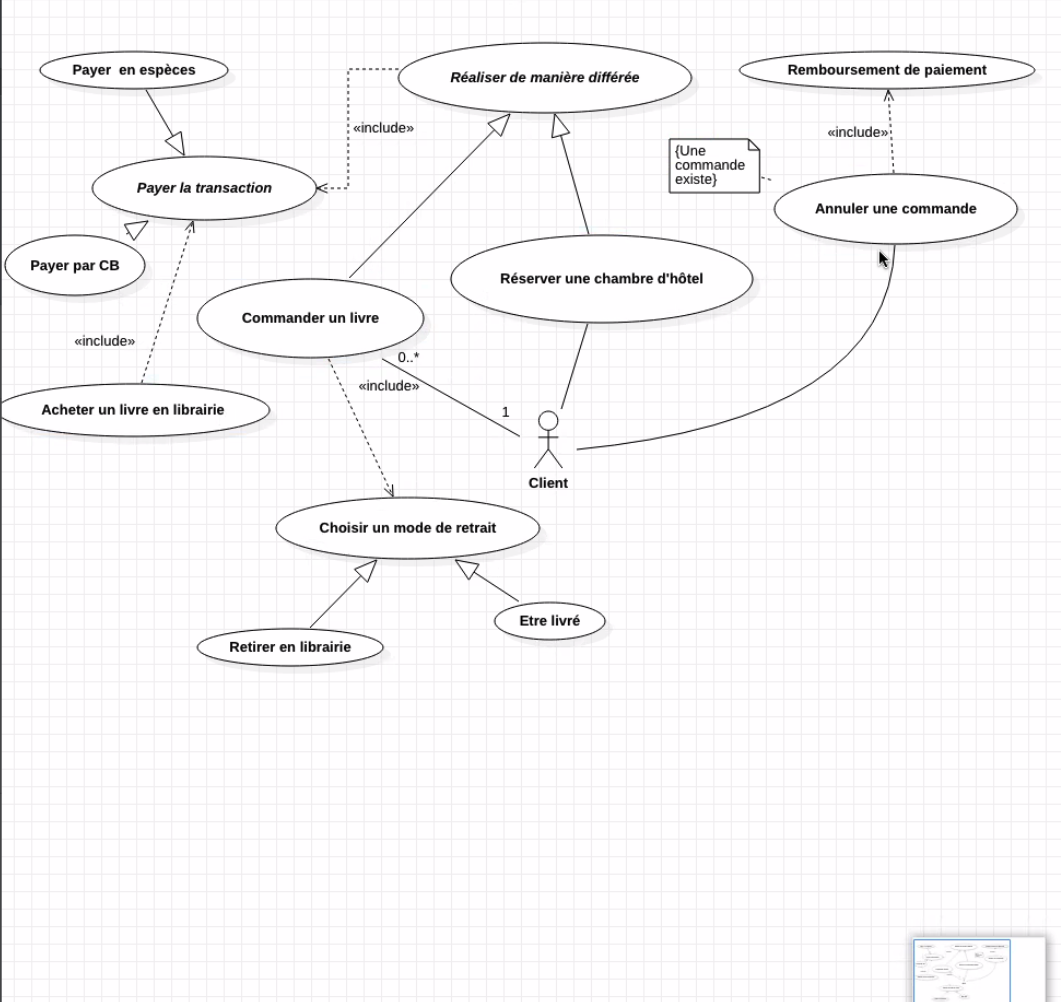 Payer  en espèces
Réaliser de manière différée
Remboursement de paiement
«include»
«include»
{Une
commande
existe}
Payer la transaction
Annuler une commande
Payer par CB
Réserver une chambre d'hôtel
Commander un livre
«include»
0..*
«include»
Acheter un livre en librairie
1
Client
Choisir un mode de retrait
Etre livré
Retirer en librairie